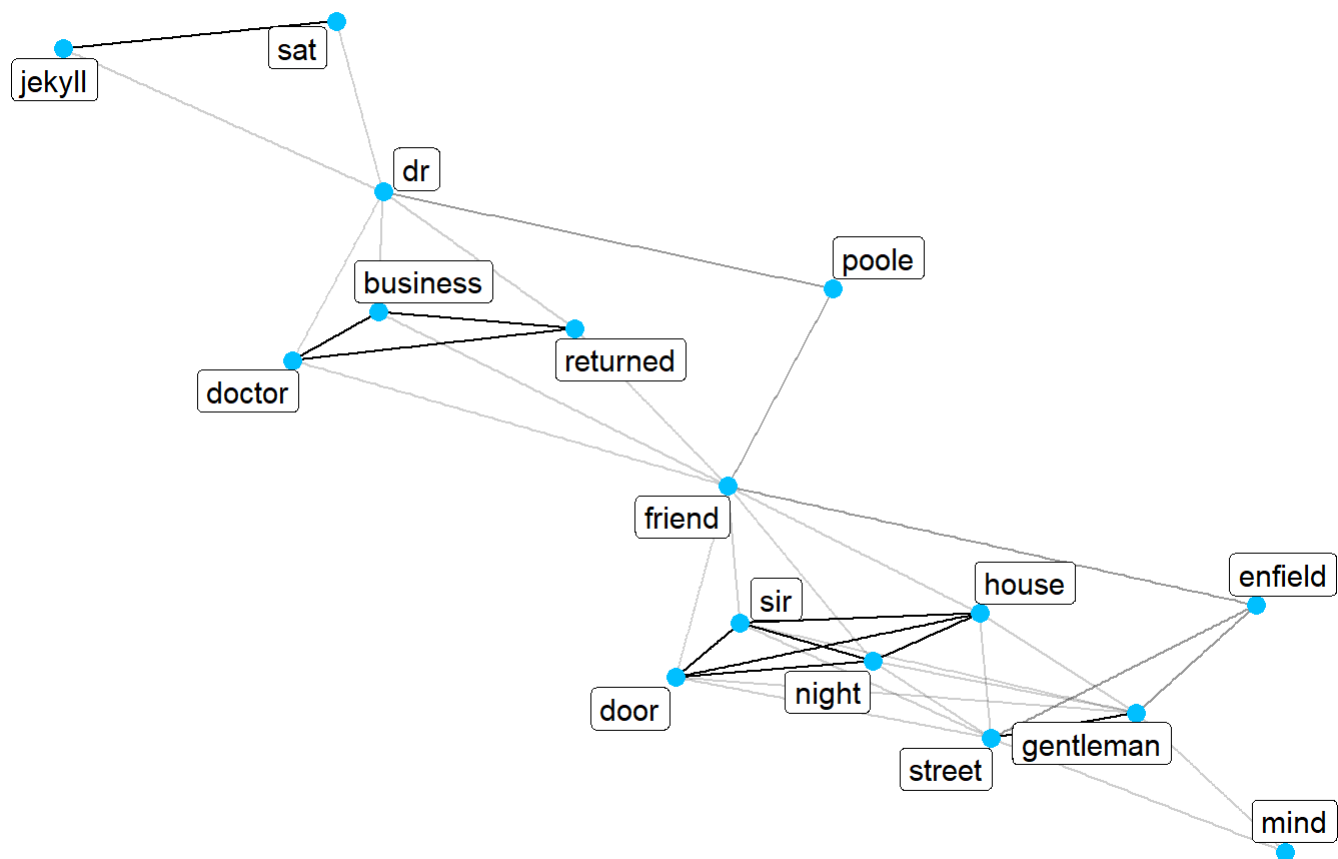 sat
jekyll
dr
poole
business
returned
doctor
friend
house
enfield
sir
night
door
gentleman
street
mind